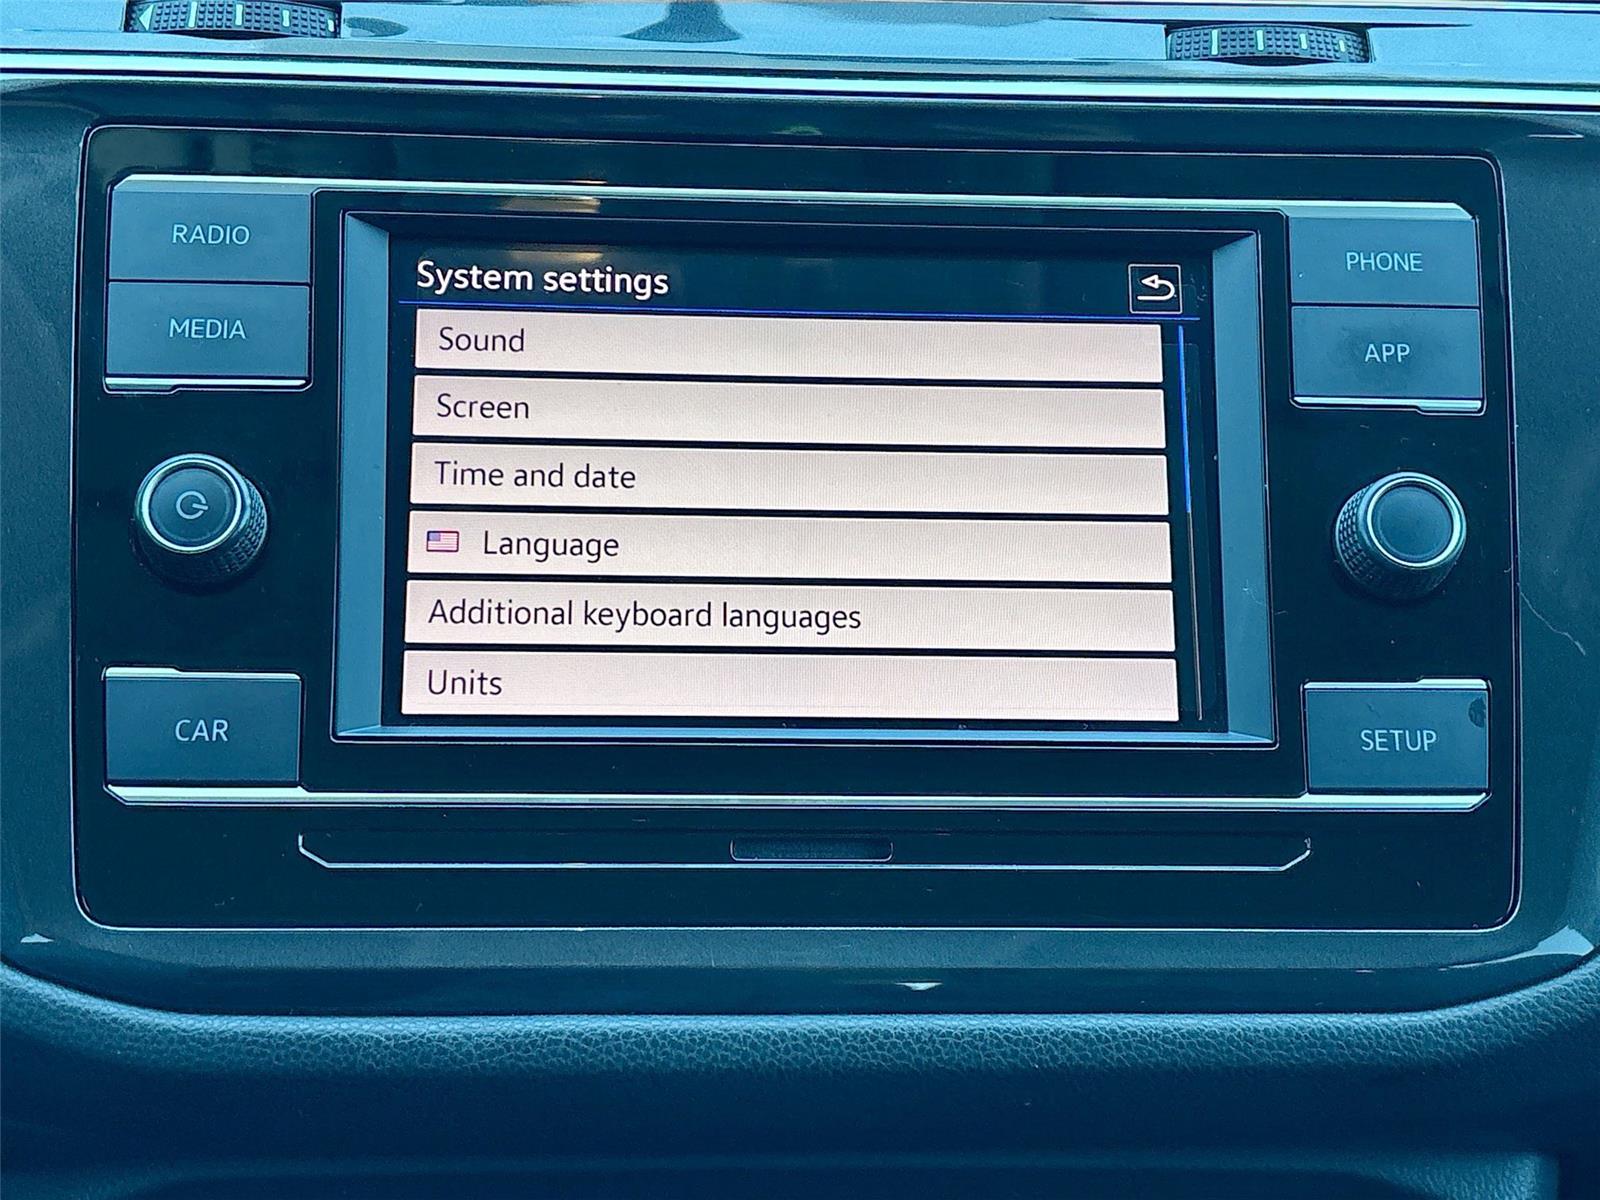 RADIO
MEDIA
CAR
System settings
Sound
Screen
Time and date
Language
Additional keyboard languages
Units
PHONE
APP
SETUP